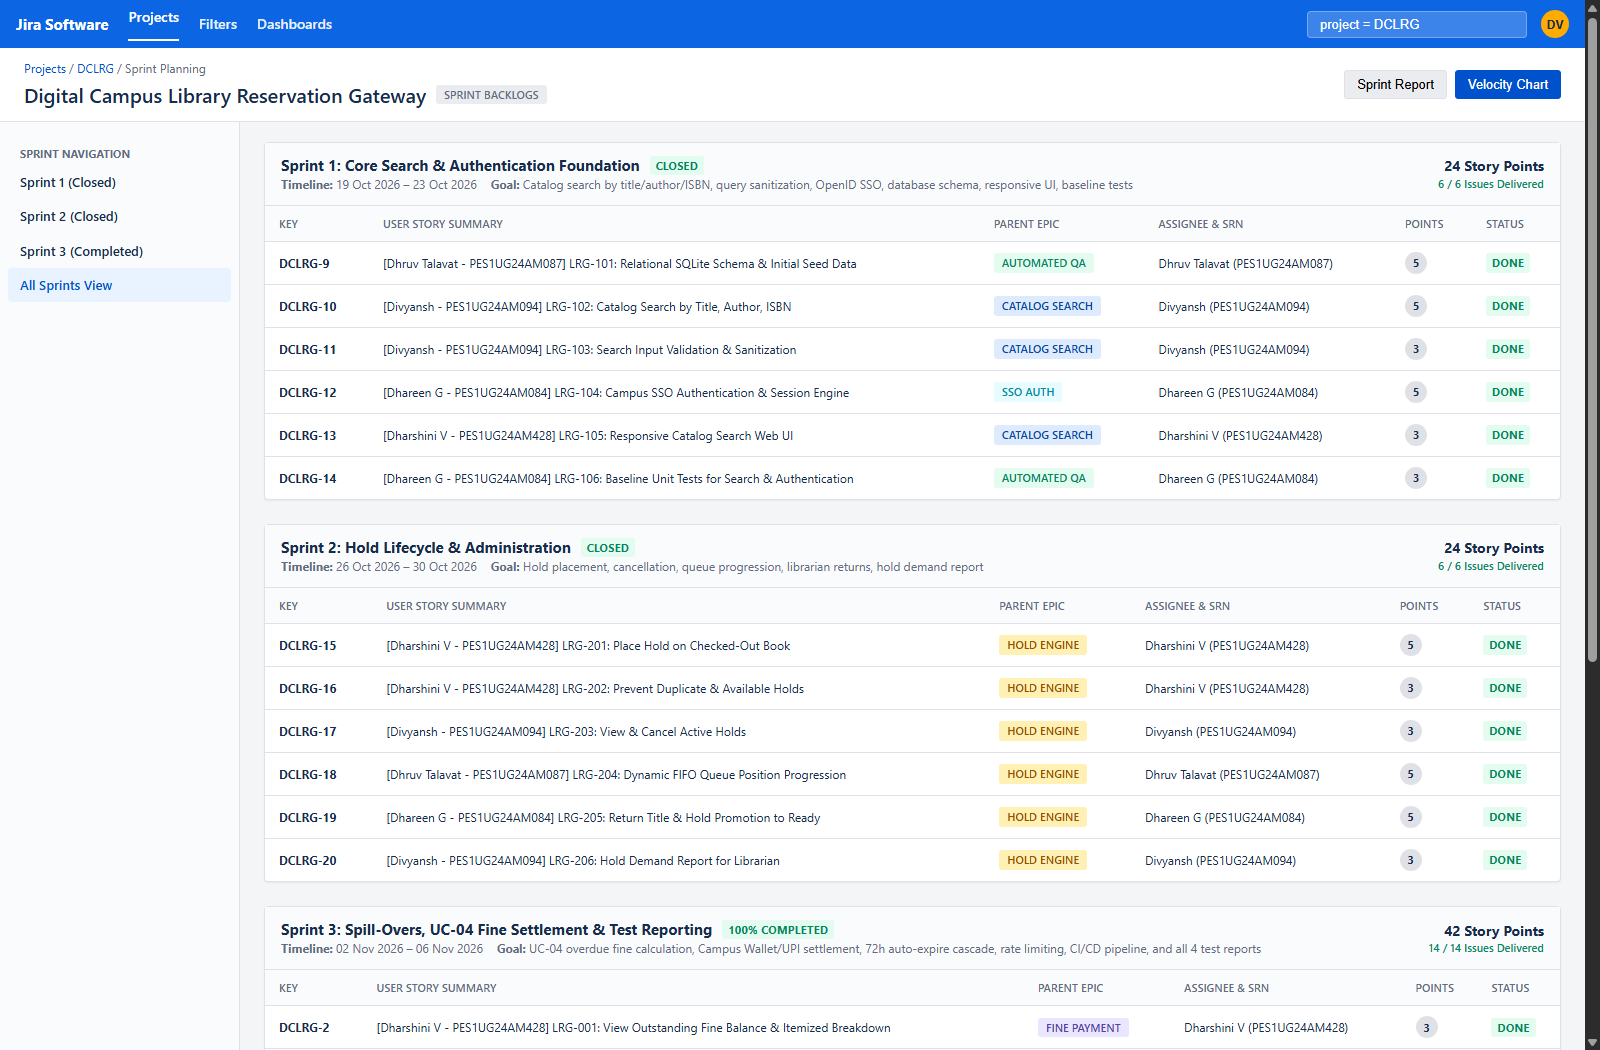 Jira Software Projects Filters Dashboards project = DCLRG DV
Projects / DCLRG / Sprint Planning
Digital Campus Library Reservation Gateway SPRINT BACKLOGS Sprint Report Velocity Chart
SPRINT NAVIGATION
Sprint 1 (Closed)
Sprint 2 (Closed)
Sprint 3 (Completed)
All Sprints View
Sprint 1: Core Search & Authentication Foundation CLOSED 24 Story Points
Timeline: 19 Oct 2026 – 23 Oct 2026 Goal: Catalog search by title/author/ISBN, query sanitization, OpenID SSO, database schema, responsive UI, baseline tests 6 / 6 Issues Delivered
KEY USER STORY SUMMARY PARENT EPIC ASSIGNEE & SRN POINTS STATUS
DCLRG-9 [Dhruv Talavat - PES1UG24AM087] LRG-101: Relational SQLite Schema & Initial Seed Data AUTOMATED QA Dhruv Talavat (PES1UG24AM087) 5 DONE
DCLRG-10 [Divyansh - PES1UG24AM094] LRG-102: Catalog Search by Title, Author, ISBN CATALOG SEARCH Divyansh (PES1UG24AM094) 5 DONE
DCLRG-11 [Divyansh - PES1UG24AM094] LRG-103: Search Input Validation & Sanitization CATALOG SEARCH Divyansh (PES1UG24AM094) 3 DONE
DCLRG-12 [Dhareen G - PES1UG24AM084] LRG-104: Campus SSO Authentication & Session Engine SSO AUTH Dhareen G (PES1UG24AM084) 5 DONE
DCLRG-13 [Dharshini V - PES1UG24AM428] LRG-105: Responsive Catalog Search Web UI CATALOG SEARCH Dharshini V (PES1UG24AM428) 3 DONE
DCLRG-14 [Dhareen G - PES1UG24AM084] LRG-106: Baseline Unit Tests for Search & Authentication AUTOMATED QA Dhareen G (PES1UG24AM084) 3 DONE
Sprint 2: Hold Lifecycle & Administration CLOSED 24 Story Points
Timeline: 26 Oct 2026 – 30 Oct 2026 Goal: Hold placement, cancellation, queue progression, librarian returns, hold demand report 6 / 6 Issues Delivered
KEY USER STORY SUMMARY PARENT EPIC ASSIGNEE & SRN POINTS STATUS
DCLRG-15 [Dharshini V - PES1UG24AM428] LRG-201: Place Hold on Checked-Out Book HOLD ENGINE Dharshini V (PES1UG24AM428) 5 DONE
DCLRG-16 [Dharshini V - PES1UG24AM428] LRG-202: Prevent Duplicate & Available Holds HOLD ENGINE Dharshini V (PES1UG24AM428) 3 DONE
DCLRG-17 [Divyansh - PES1UG24AM094] LRG-203: View & Cancel Active Holds HOLD ENGINE Divyansh (PES1UG24AM094) 3 DONE
DCLRG-18 [Dhruv Talavat - PES1UG24AM087] LRG-204: Dynamic FIFO Queue Position Progression HOLD ENGINE Dhruv Talavat (PES1UG24AM087) 5 DONE
DCLRG-19 [Dhareen G - PES1UG24AM084] LRG-205: Return Title & Hold Promotion to Ready HOLD ENGINE Dhareen G (PES1UG24AM084) 5 DONE
DCLRG-20 [Divyansh - PES1UG24AM094] LRG-206: Hold Demand Report for Librarian HOLD ENGINE Divyansh (PES1UG24AM094) 3 DONE
Sprint 3: Spill-Overs, UC-04 Fine Settlement & Test Reporting 100% COMPLETED 42 Story Points
Timeline: 02 Nov 2026 – 06 Nov 2026 Goal: UC-04 overdue fine calculation, Campus Wallet/UPI settlement, 72h auto-expire cascade, rate limiting, CI/CD pipeline, and all 4 test reports 14 / 14 Issues Delivered
KEY USER STORY SUMMARY PARENT EPIC ASSIGNEE & SRN POINTS STATUS
DCLRG-2 [Dharshini V - PES1UG24AM428] LRG-001: View Outstanding Fine Balance & Itemized Breakdown FINE PAYMENT Dharshini V (PES1UG24AM428) 3 DONE